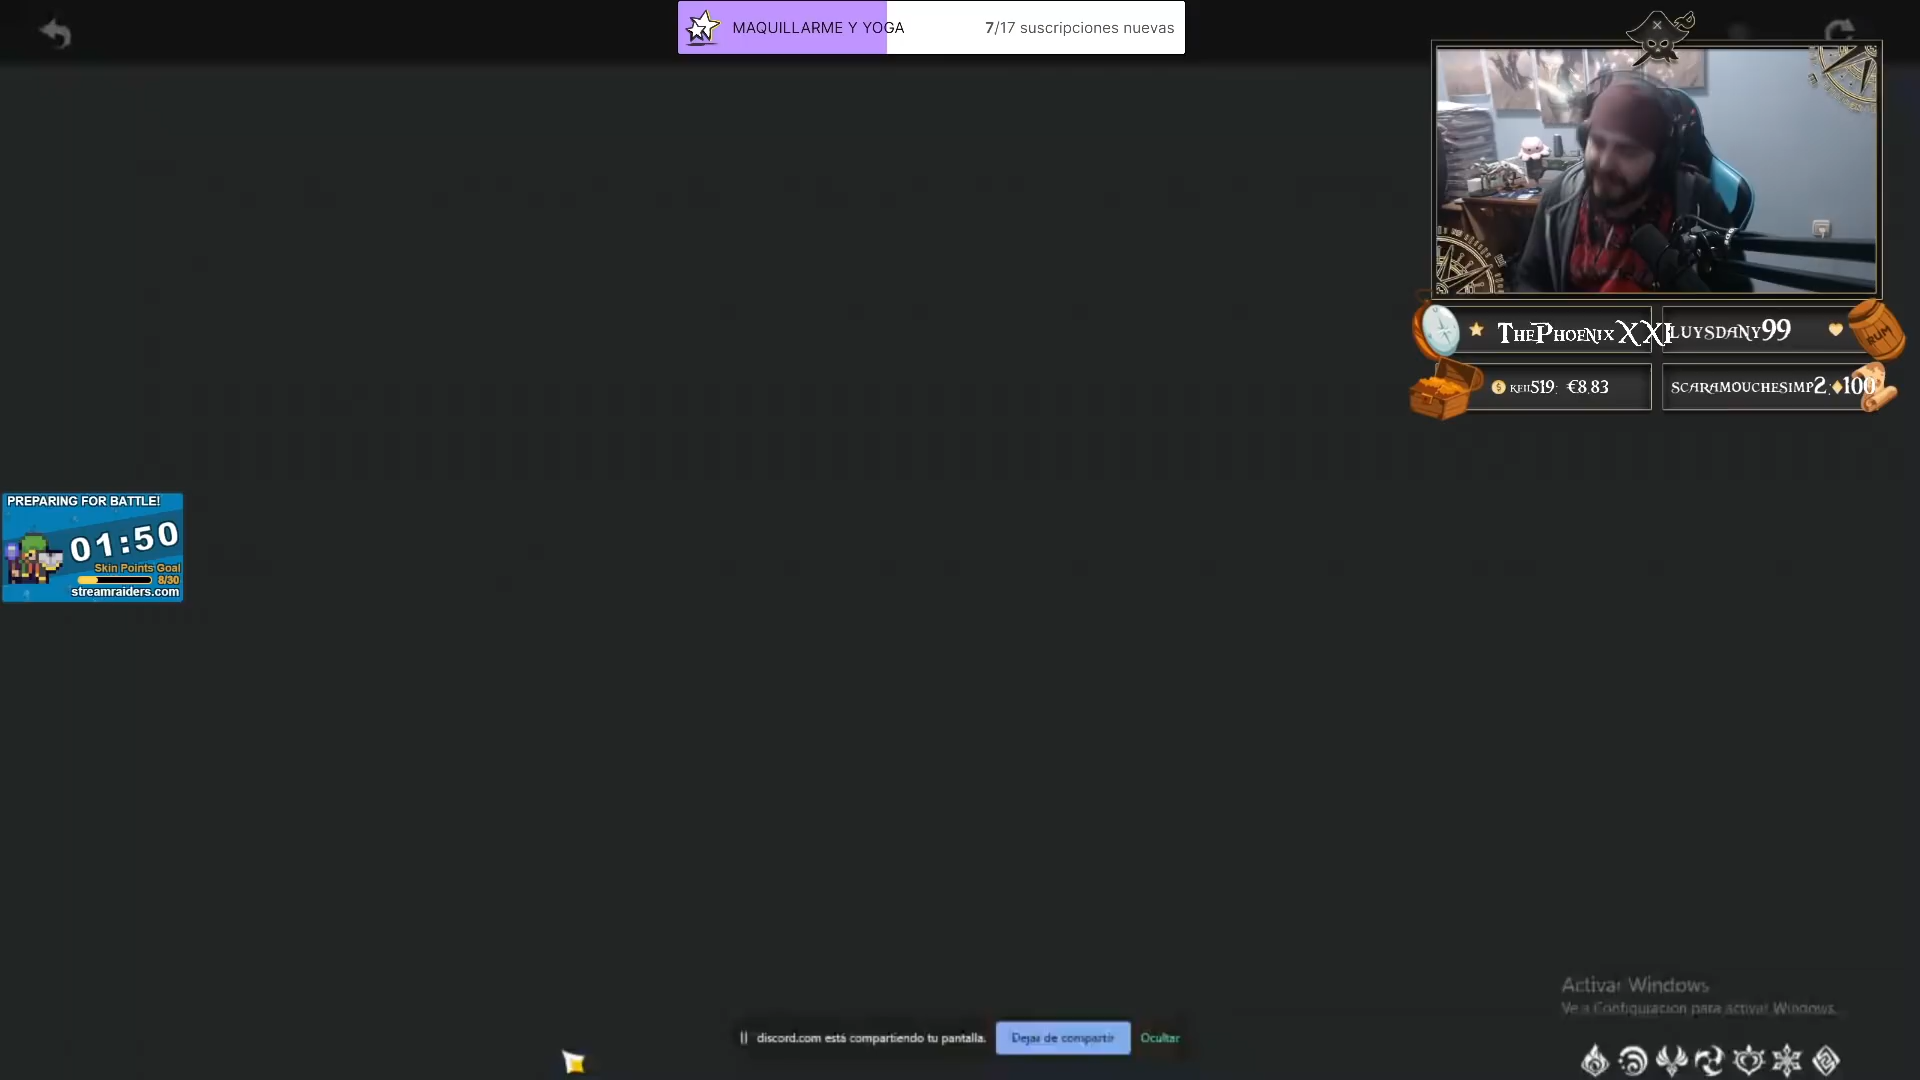 MAQUILLARME Y YOGA 7/17 suscripciones nuevas
ThePhoenixXXI
luysdany99
RUM
keii519: €8.83
scaramouchesimp2: 100
PREPARING FOR BATTLE!
01:50
Skin Points Goal
8/30
streamraiders.com
Activar Windows
Ve a Configuración para activar Windows.
discord.com está compartiendo tu pantalla. Dejar de compartir Ocultar